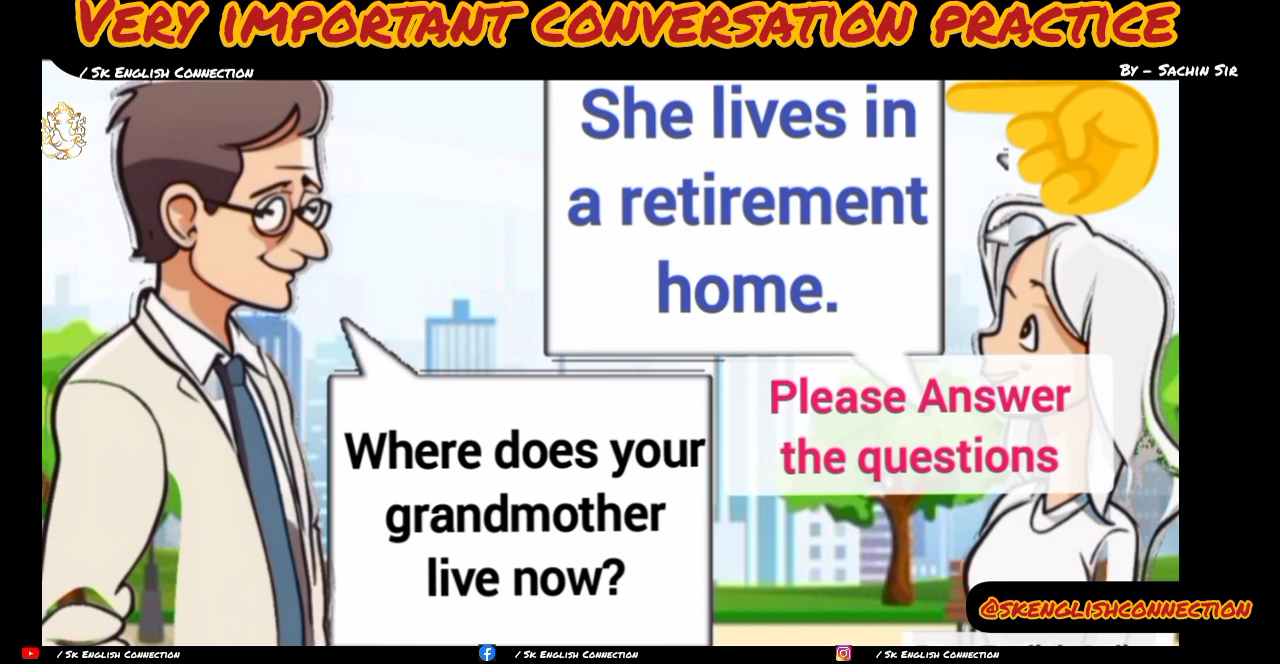 VERY IMPORTANT CONVERSATION PRACTICE
/ SK ENGLISH CONNECTION
BY - SACHIN SIR
She lives in
a retirement
home.
Please Answer
the questions
Where does your
grandmother
live now?
@SKENGLISHCONNECTION
/ SK ENGLISH CONNECTION
/ SK ENGLISH CONNECTION
/ SK ENGLISH CONNECTION